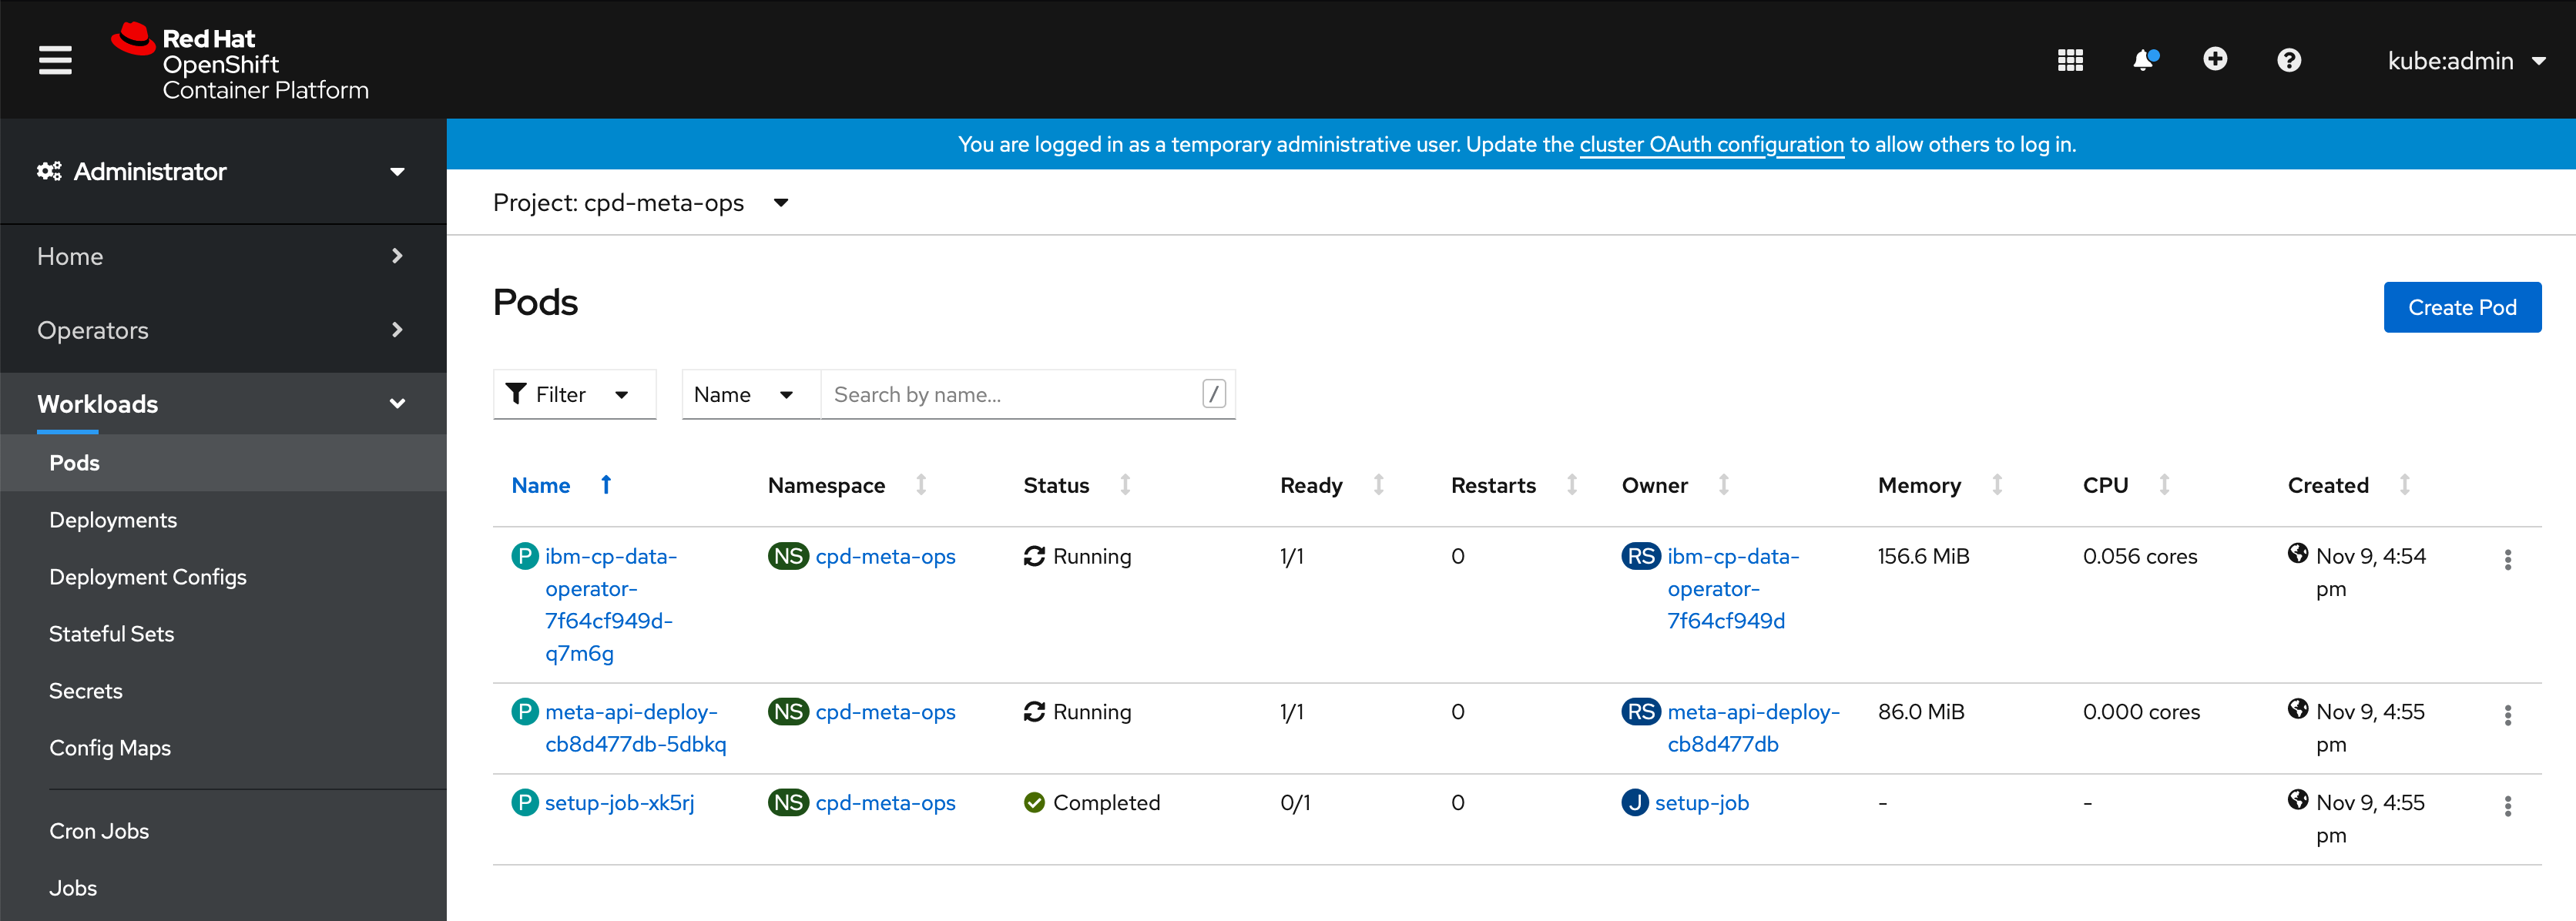 Red Hat
OpenShift
Container Platform
kube:admin
Administrator
You are logged in as a temporary administrative user. Update the cluster OAuth configuration to allow others to log in.
Project: cpd-meta-ops
Home
Operators
Workloads
Pods
Deployments
Deployment Configs
Stateful Sets
Secrets
Config Maps
Cron Jobs
Jobs
Pods
Create Pod
Filter Name Search by name... /
Name Namespace Status Ready Restarts Owner Memory CPU Created
P ibm-cp-data- NS cpd-meta-ops Running 1/1 0 RS ibm-cp-data- 156.6 MiB 0.056 cores Nov 9, 4:54
operator- operator- pm
7f64cf949d- 7f64cf949d
q7m6g
P meta-api-deploy- NS cpd-meta-ops Running 1/1 0 RS meta-api-deploy- 86.0 MiB 0.000 cores Nov 9, 4:55
cb8d477db-5dbkq cb8d477db pm
P setup-job-xk5rj NS cpd-meta-ops Completed 0/1 0 J setup-job - - Nov 9, 4:55
pm